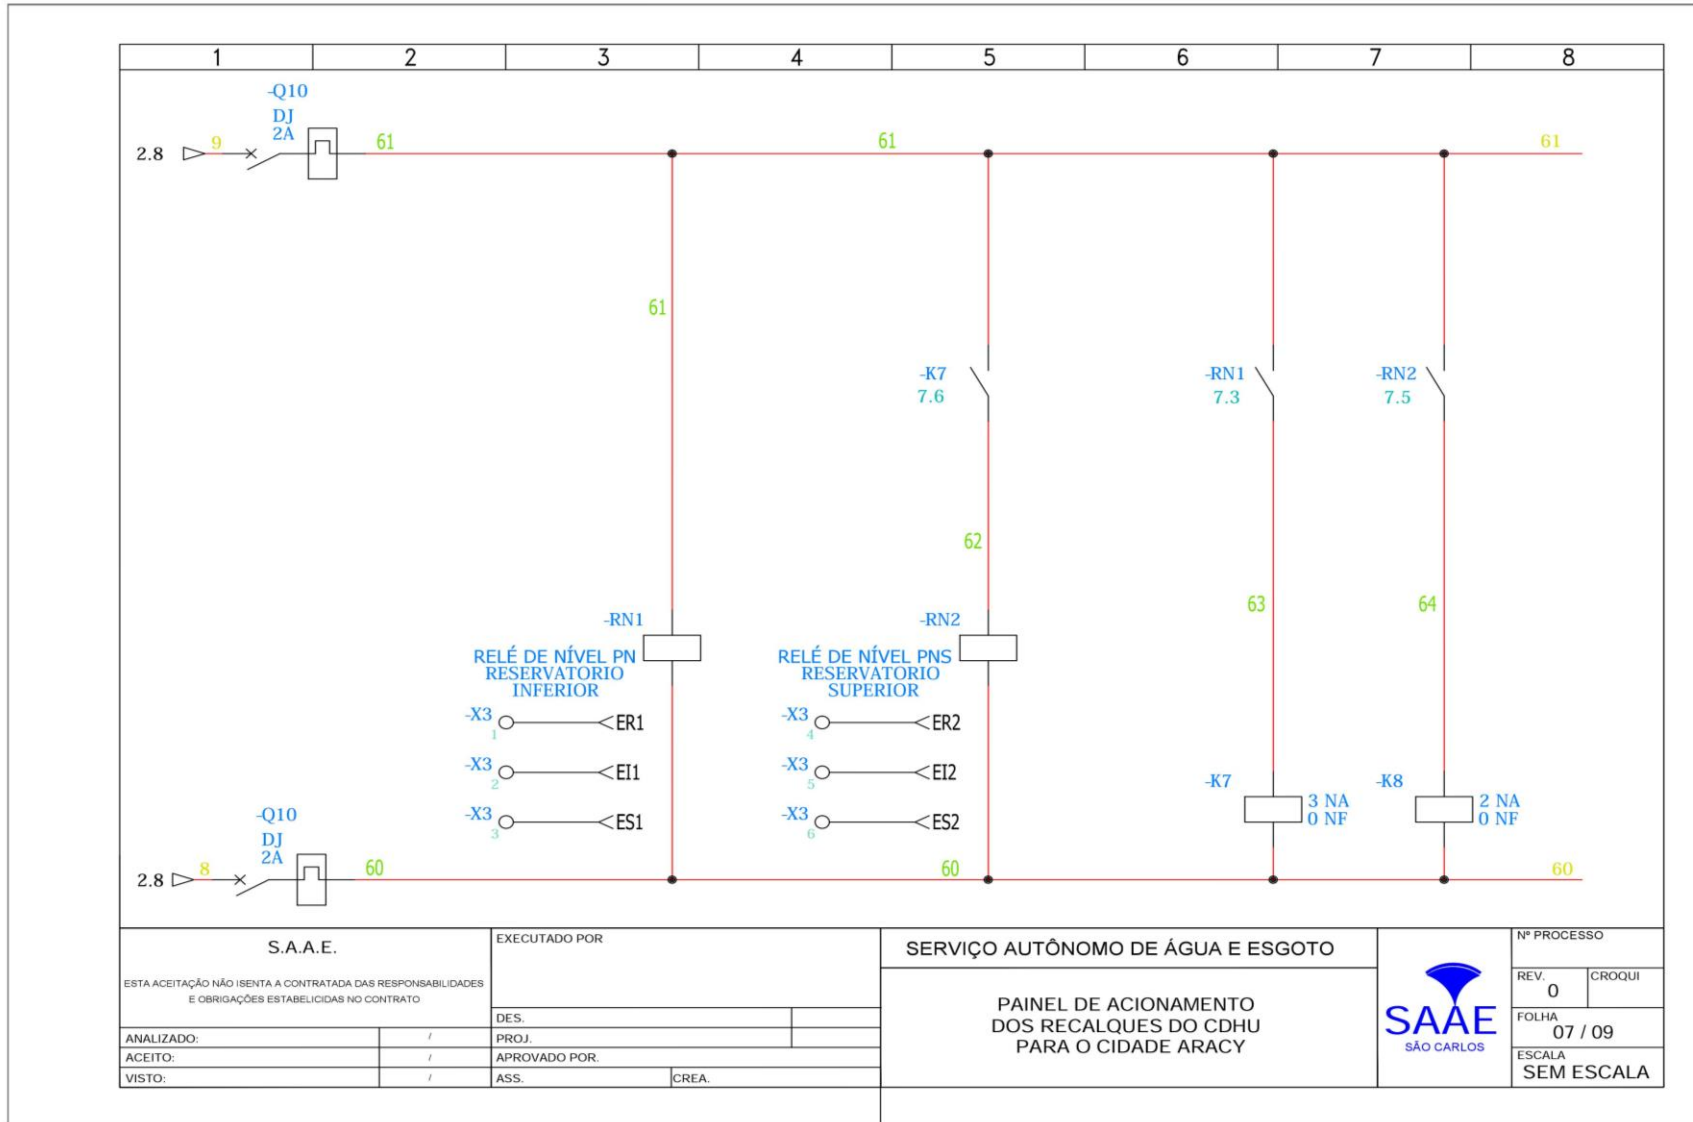 1 2 3 4 5 6 7 8
-Q10
DJ
2A
2.8 9 61 61 61
61
-K7
7.6
-RN1
7.3
-RN2
7.5
62
63 64
-RN1
RELÉ DE NÍVEL PN
RESERVATORIO
INFERIOR
-X3 1 ER1
-X3 2 EI1
-X3 3 ES1
-RN2
RELÉ DE NÍVEL PNS
RESERVATORIO
SUPERIOR
-X3 4 ER2
-X3 5 EI2
-X3 6 ES2
-K7
3 NA
0 NF
-K8
2 NA
0 NF
-Q10
DJ
2A
2.8 8 60 60 60
S.A.A.E.
ESTA ACEITAÇÃO NÃO ISENTA A CONTRATADA DAS RESPONSABILIDADES
E OBRIGAÇÕES ESTABELICIDAS NO CONTRATO
ANALIZADO: /
ACEITO: /
VISTO: /
EXECUTADO POR
DES.
PROJ.
APROVADO POR.
ASS. CREA.
SERVIÇO AUTÔNOMO DE ÁGUA E ESGOTO
PAINEL DE ACIONAMENTO
DOS RECALQUES DO CDHU
PARA O CIDADE ARACY
SAAE
SÃO CARLOS
Nº PROCESSO
REV. CROQUI
0
FOLHA
07 / 09
ESCALA
SEM ESCALA